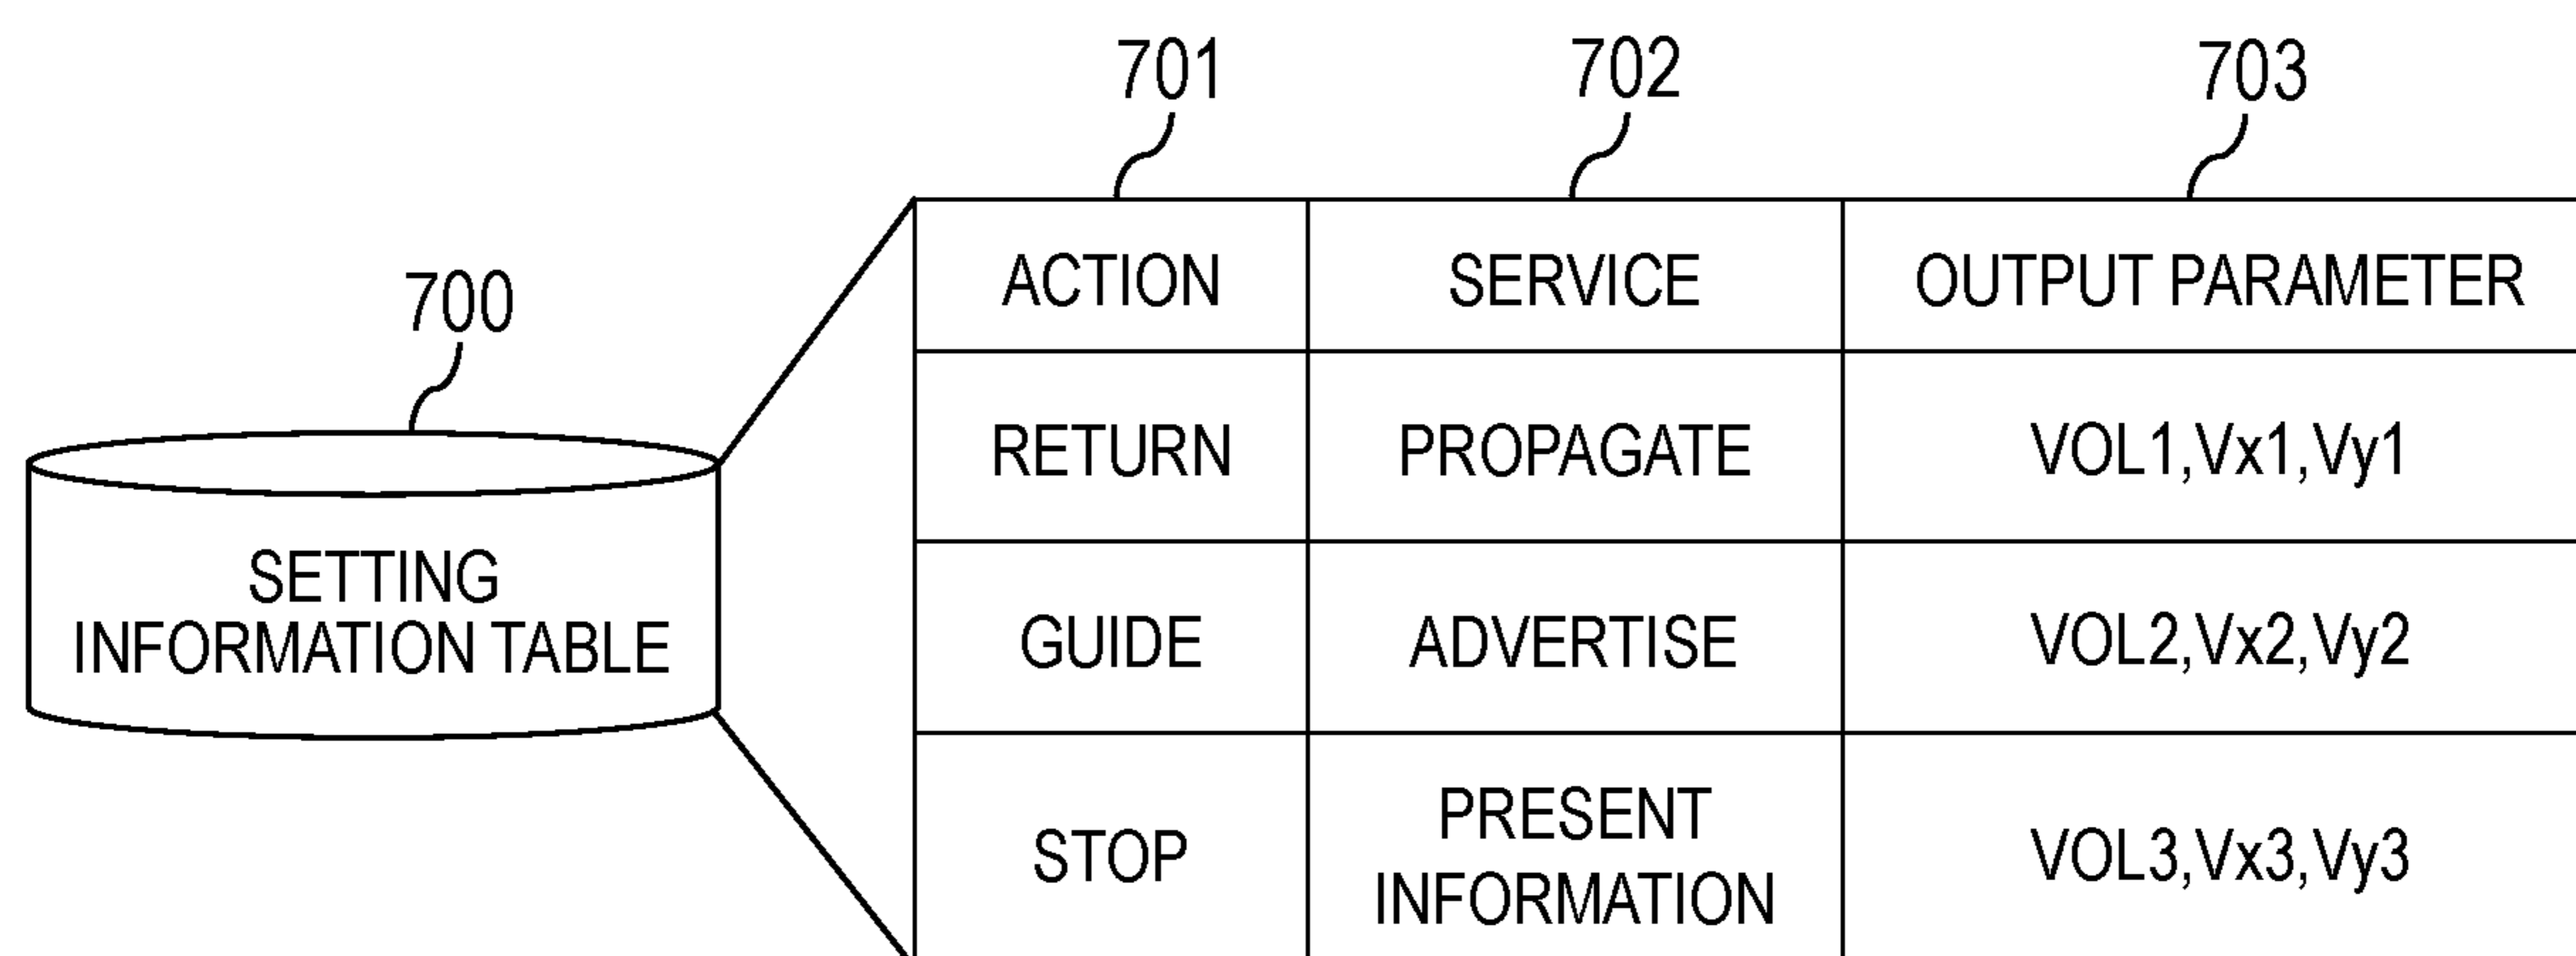 701
702
703
700
SETTING
INFORMATION TABLE
ACTION
SERVICE
OUTPUT PARAMETER
RETURN
PROPAGATE
VOL1,Vx1,Vy1
GUIDE
ADVERTISE
VOL2,Vx2,Vy2
STOP
PRESENT
INFORMATION
VOL3,Vx3,Vy3